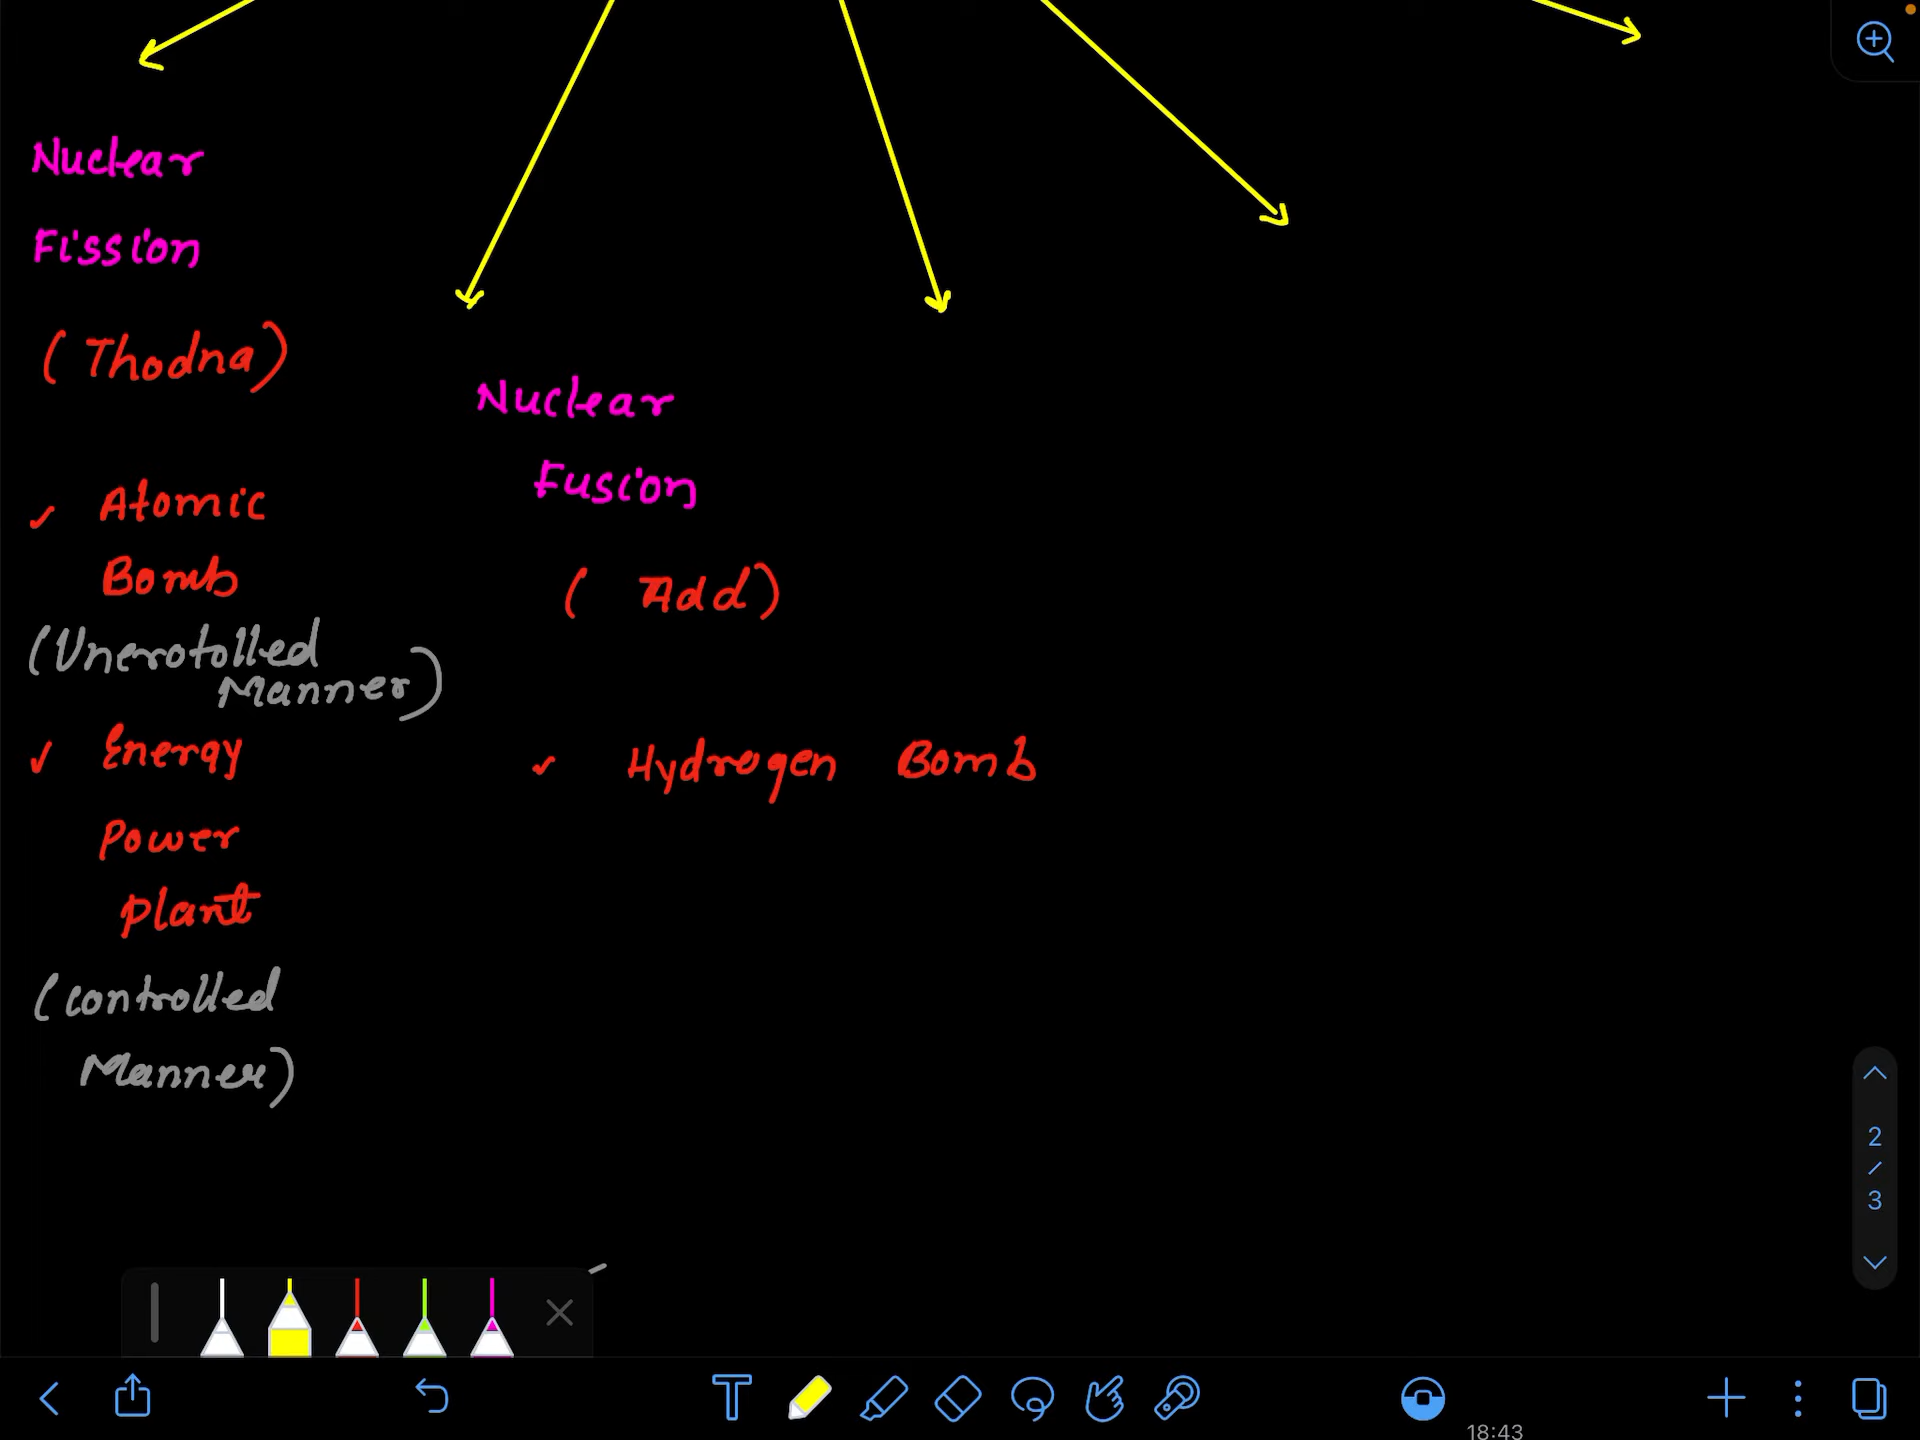 Nuclear
Fission
(Thodna)
Atomic
Bomb
(Unerotolled
Manner)
Energy
Power
plant
(controlled
Manner)
Nuclear
Fusion
( Add)
Hydrogen Bomb
2
/
3
18:43